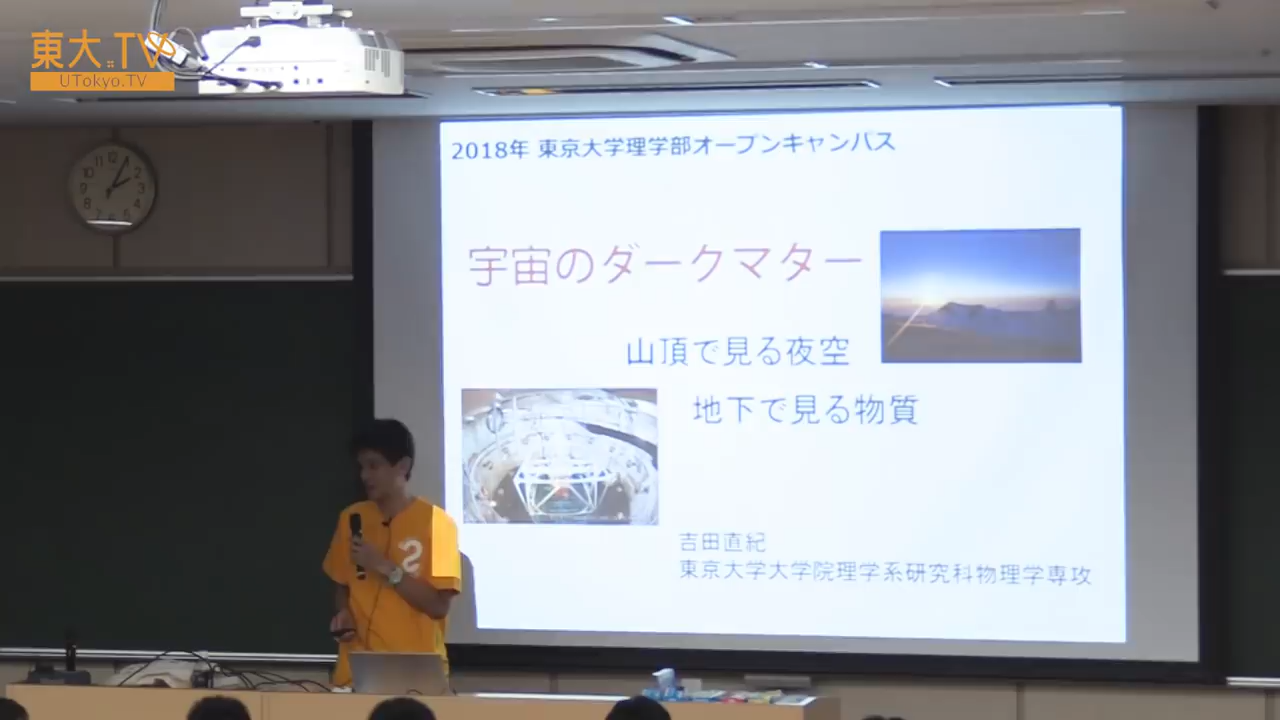 東大.TV
UTokyo.TV
2018年 東京大学理学部オープンキャンパス
宇宙のダークマター
山頂で見る夜空
地下で見る物質
吉田直紀
東京大学大学院理学系研究科物理学専攻
2